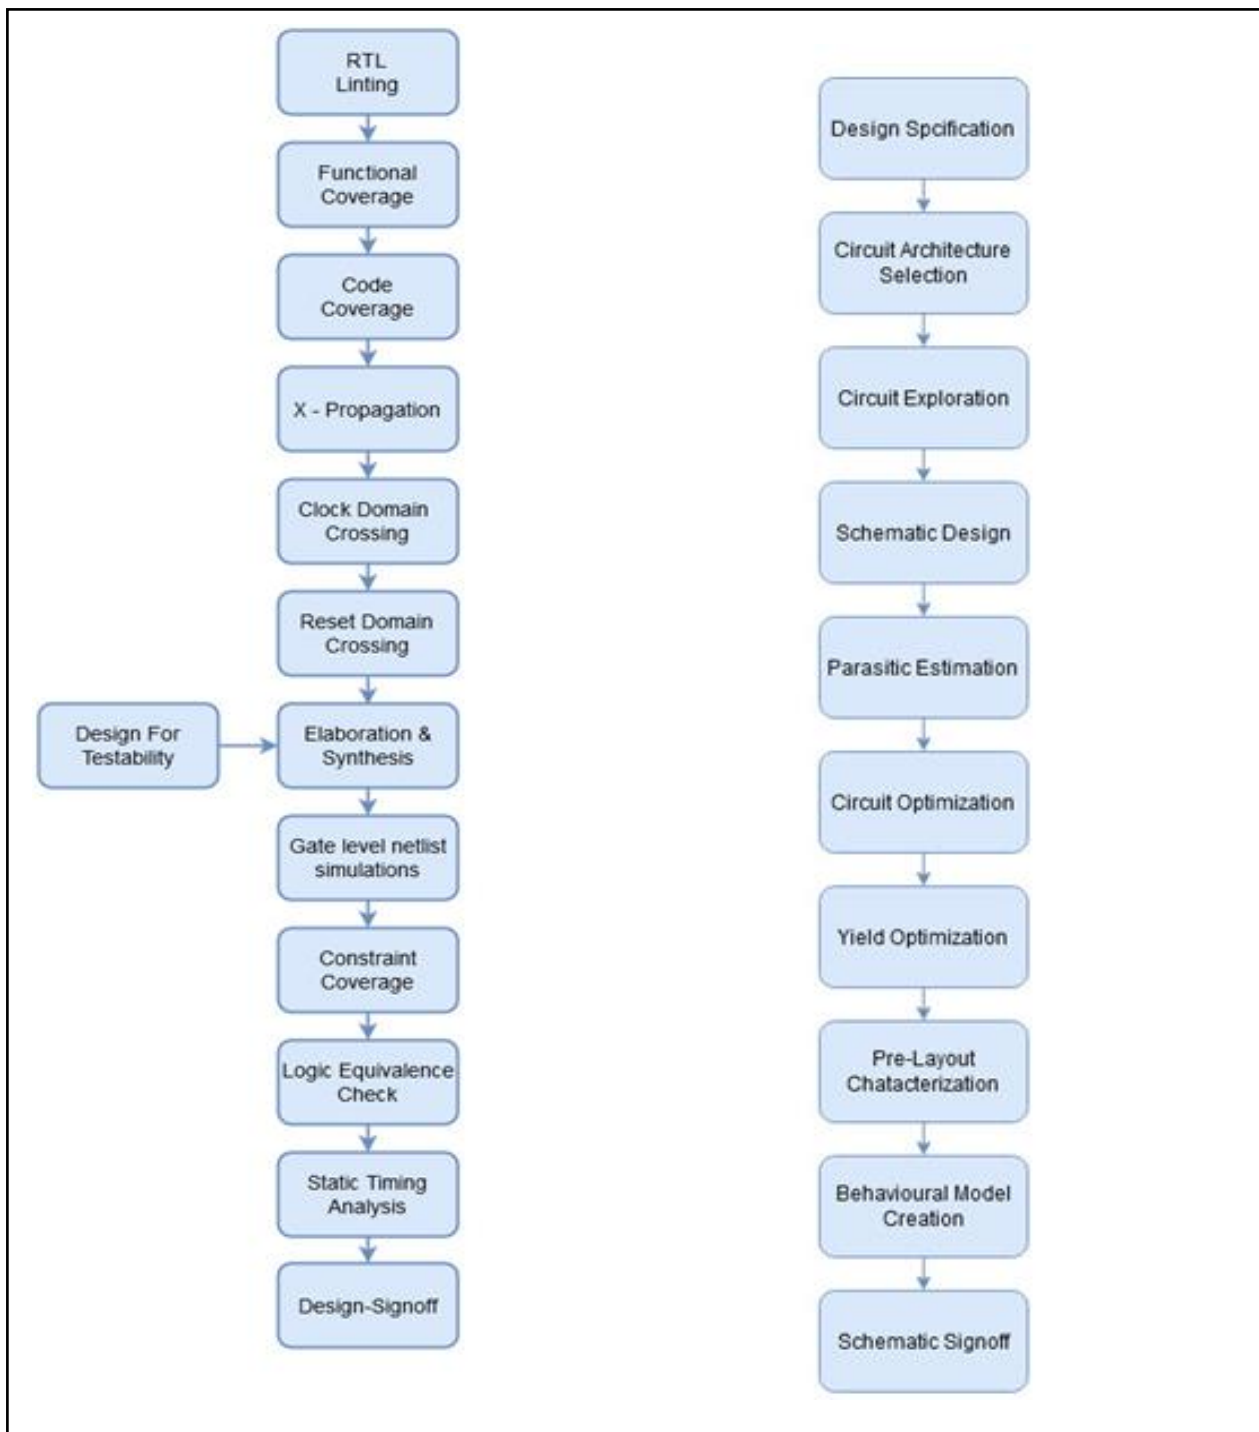 RTL
Linting
Functional
Coverage
Code
Coverage
X - Propagation
Clock Domain
Crossing
Reset Domain
Crossing
Design For
Testability
Elaboration &
Synthesis
Gate level netlist
simulations
Constraint
Coverage
Logic Equivalence
Check
Static Timing
Analysis
Design-Signoff
Design Spcification
Circuit Architecture
Selection
Circuit Exploration
Schematic Design
Parasitic Estimation
Circuit Optimization
Yield Optimization
Pre-Layout
Chatacterization
Behavioural Model
Creation
Schematic Signoff